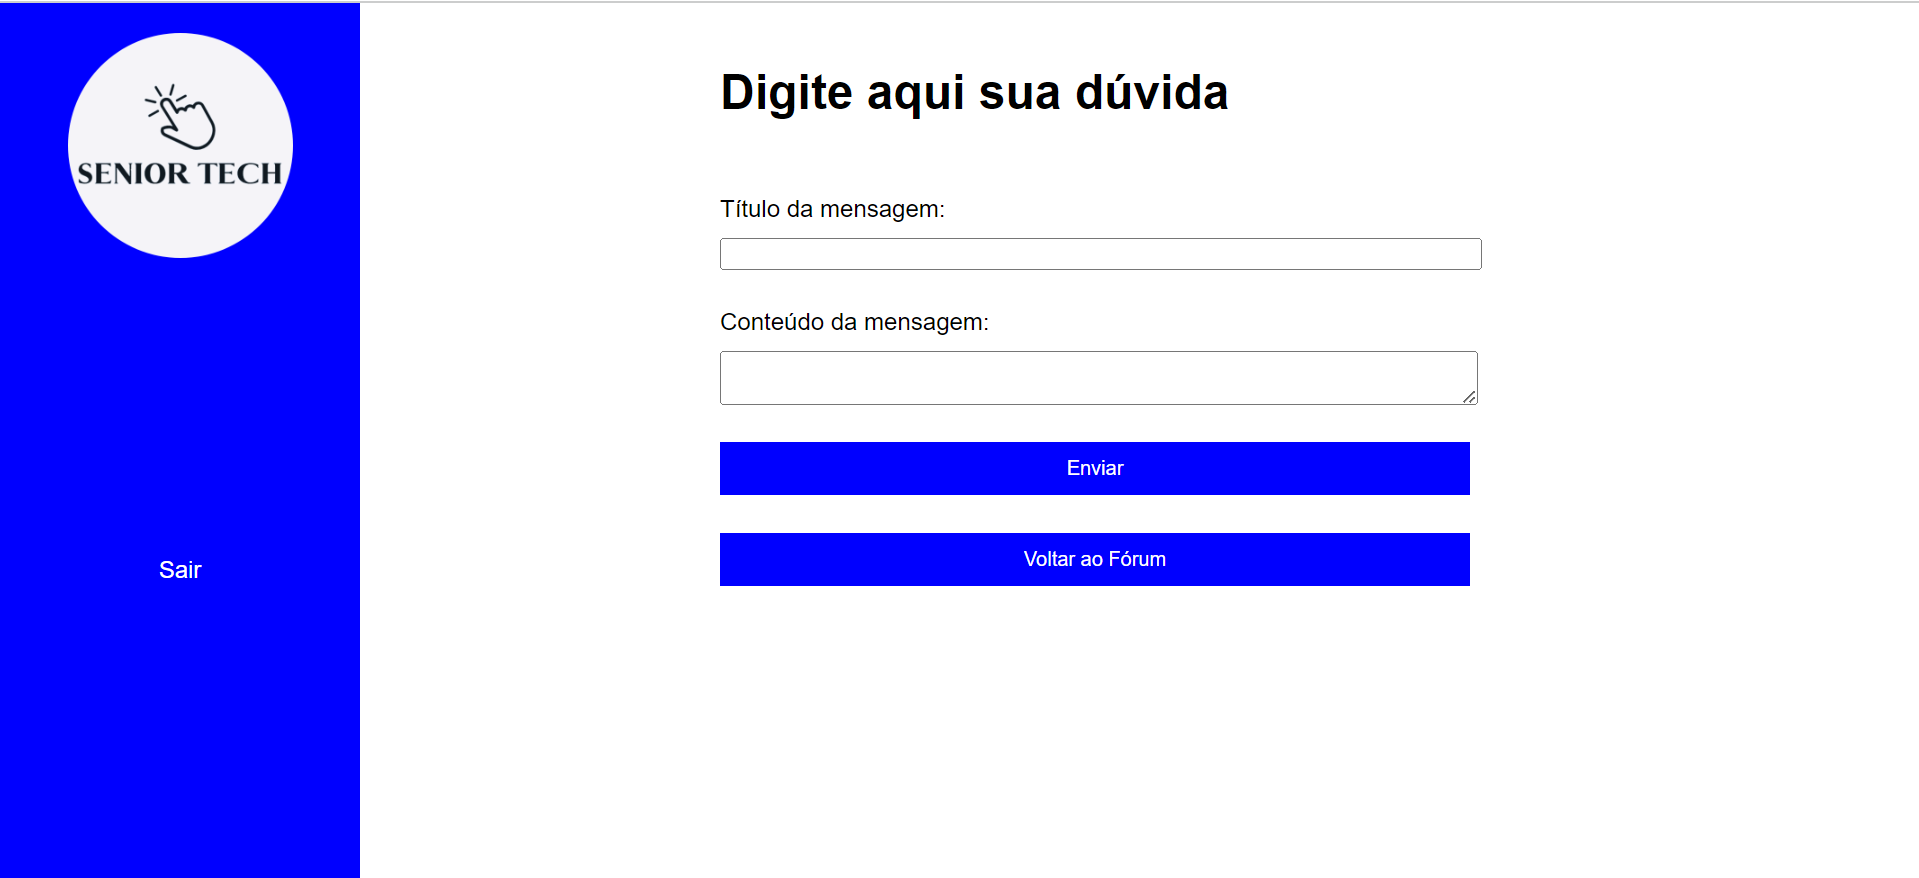 SENIOR TECH
Sair
Digite aqui sua dúvida
Título da mensagem:
Conteúdo da mensagem:
Enviar
Voltar ao Fórum